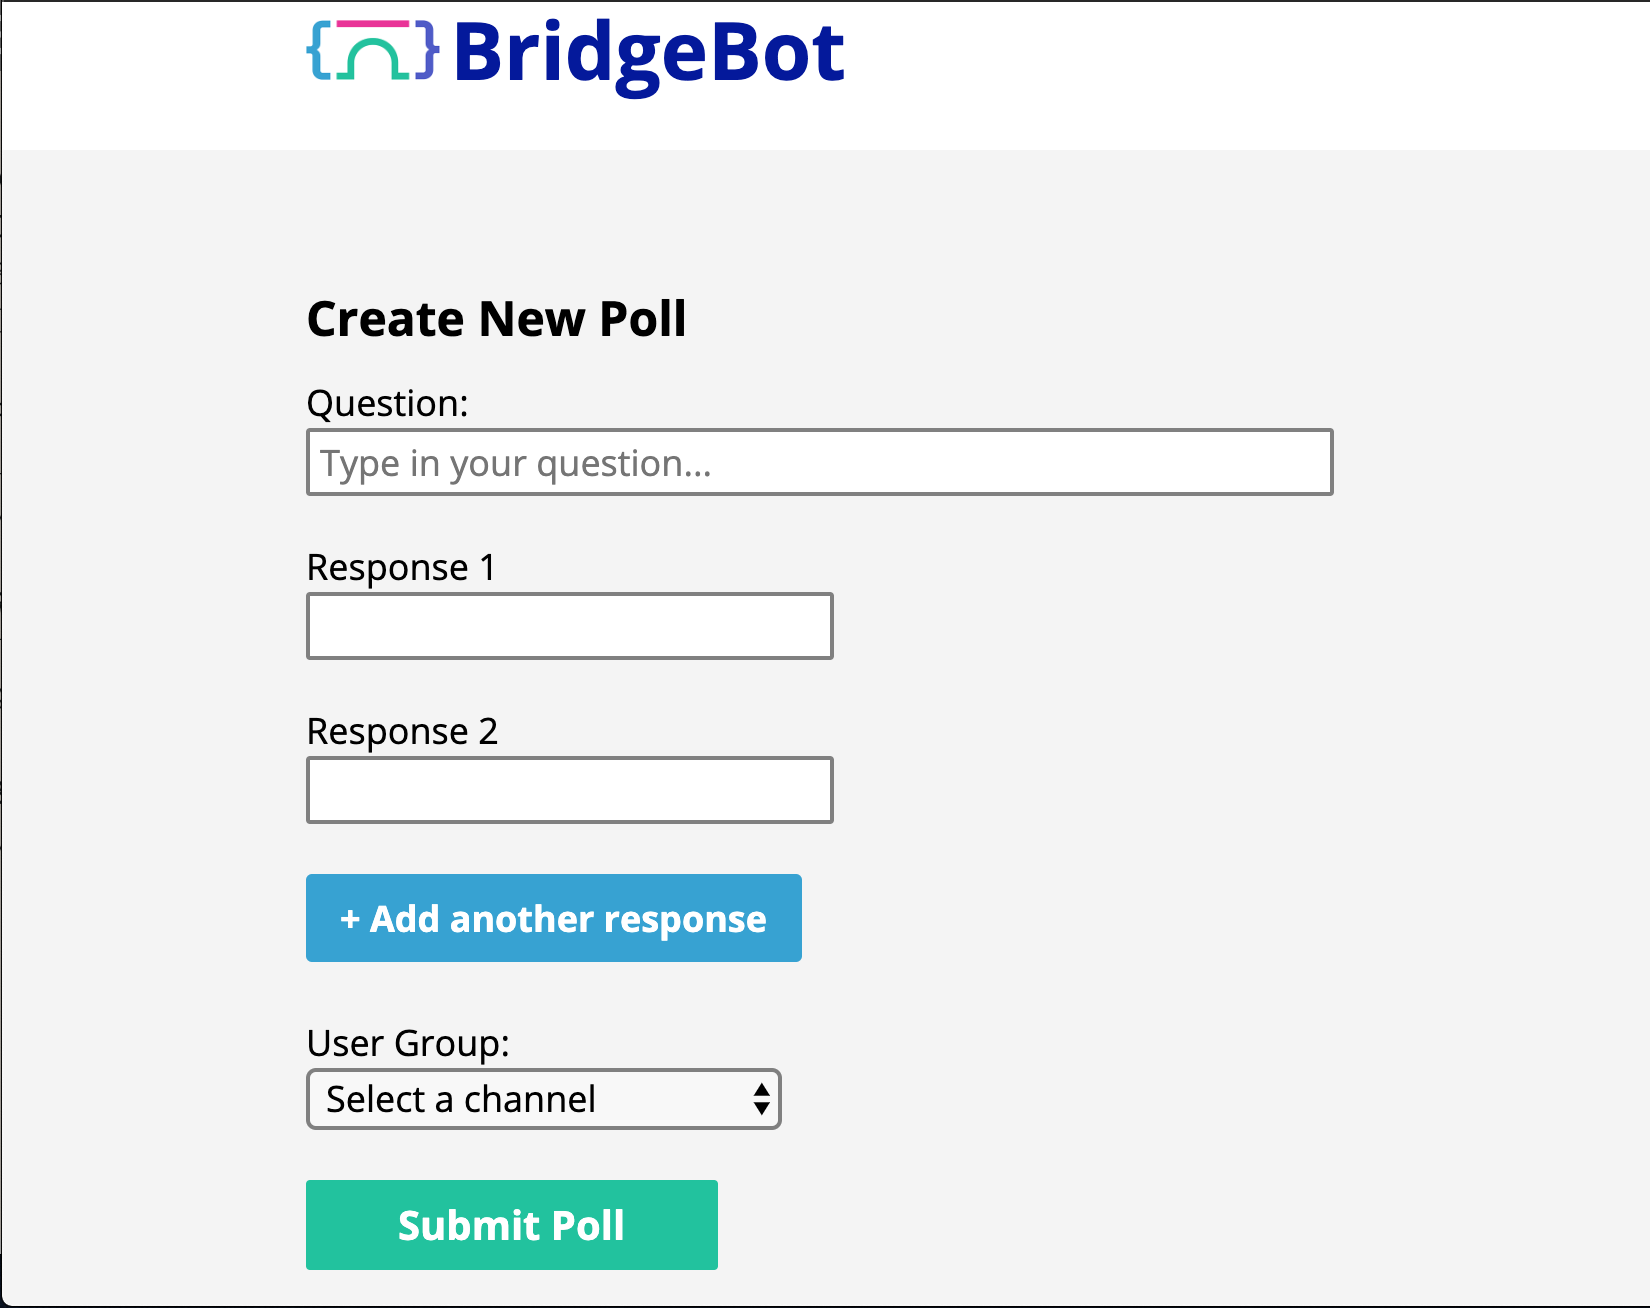 BridgeBot
Create New Poll
Question:
Type in your question...
Response 1
Response 2
+ Add another response
User Group:
Select a channel
Submit Poll